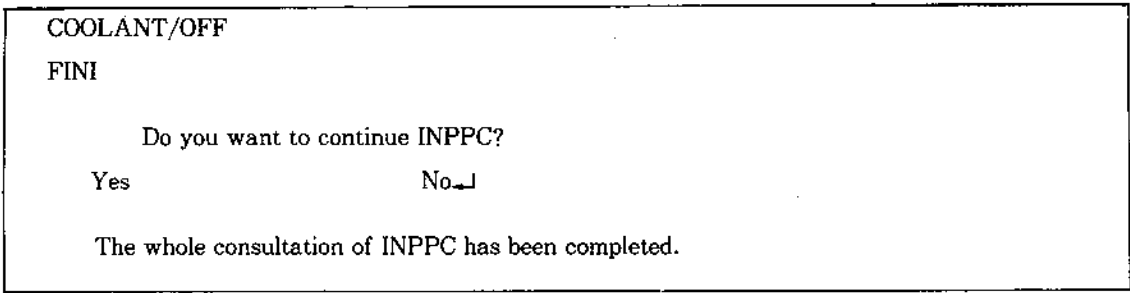 COOLANT/OFF
FINI
Do you want to continue INPPC?
Yes No↵
The whole consultation of INPPC has been completed.